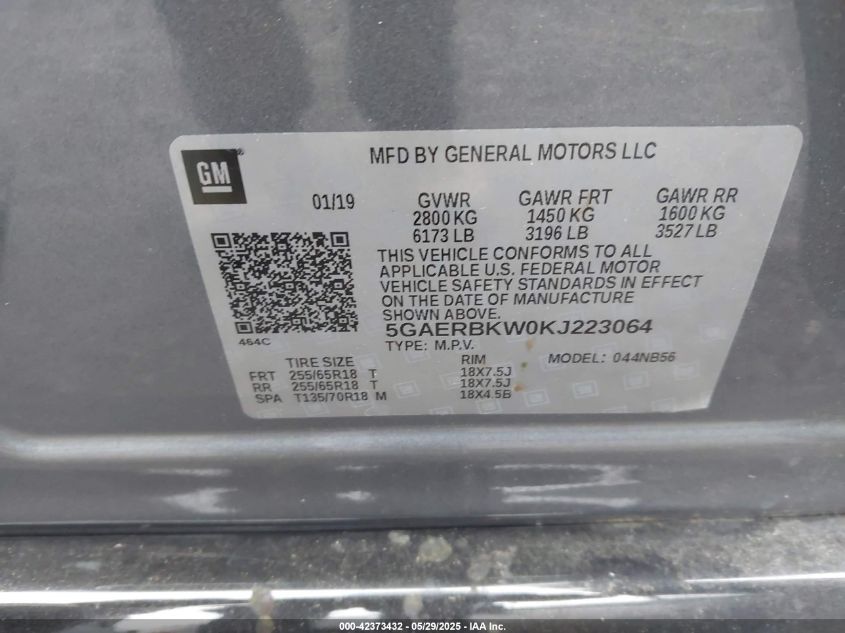 GM
MFD BY GENERAL MOTORS LLC
01/19 GVWR GAWR FRT GAWR RR
2800 KG 1450 KG 1600 KG
6173 LB 3196 LB 3527 LB
THIS VEHICLE CONFORMS TO ALL
APPLICABLE U.S. FEDERAL MOTOR
VEHICLE SAFETY STANDARDS IN EFFECT
ON THE DATE OF MANUFACTURE
SHOWN ABOVE.
464C
5GAERBKW0KJ223064
TYPE: M.P.V. MODEL: 044NB56
TIRE SIZE RIM
FRT 255/65R18 T 18X7.5J
RR 255/65R18 T 18X7.5J
SPA T135/70R18 M 18X4.5B
000-42373432 - 05/29/2025 - IAA Inc.